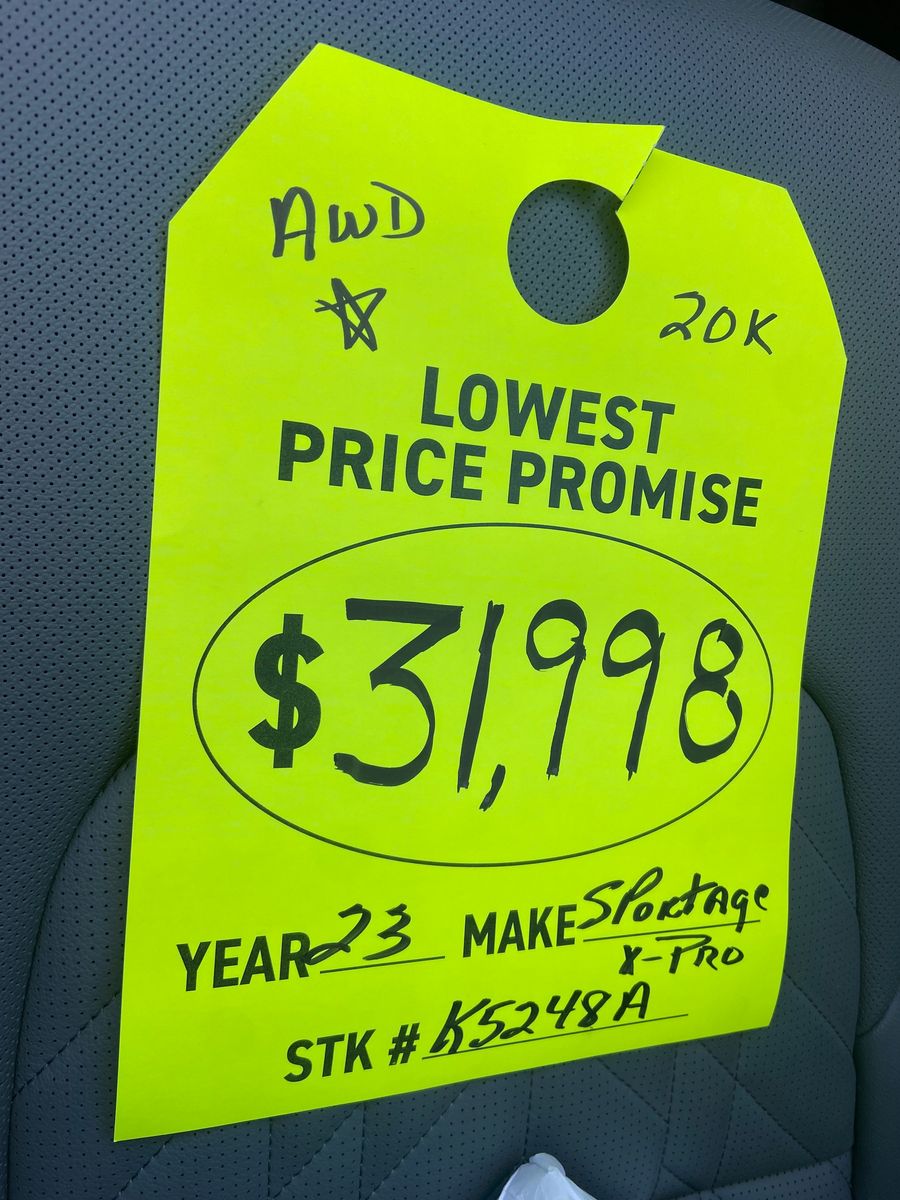 AWD
20K
LOWEST
PRICE PROMISE
$31,998
YEAR 23 MAKE SPortAge
X-PRO
STK # K5248A